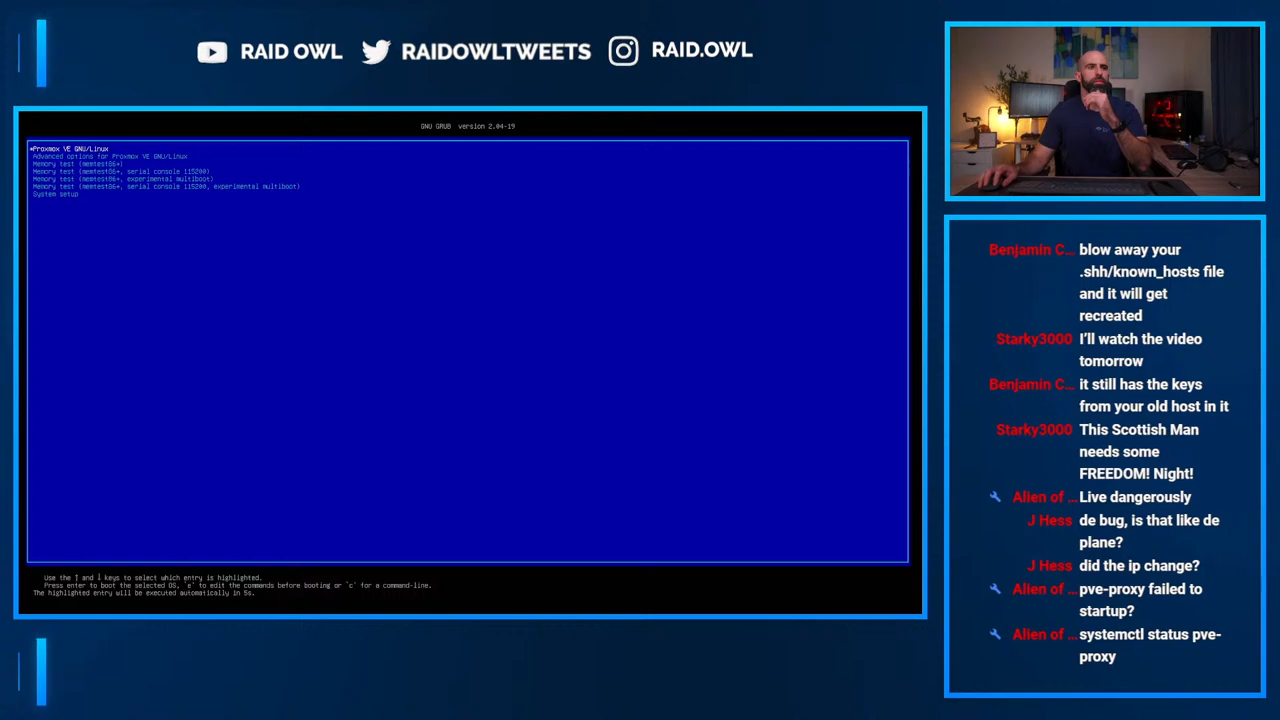 RAID OWL
RAIDOWLTWEETS
RAID.OWL
GNU GRUB version 2.04-19
*Proxmox VE GNU/Linux
Advanced options for Proxmox VE GNU/Linux
Memory test (memtest86+)
Memory test (memtest86+, serial console 115200)
Memory test (memtest86+, experimental multiboot)
Memory test (memtest86+, serial console 115200, experimental multiboot)
System setup
Use the ↑ and ↓ keys to select which entry is highlighted.
Press enter to boot the selected OS, `e' to edit the commands before booting or `c' for a command-line.
The highlighted entry will be executed automatically in 5s.
Benjamin C... blow away your
.shh/known_hosts file
and it will get
recreated
Starky3000 I'll watch the video
tomorrow
Benjamin C... it still has the keys
from your old host in it
Starky3000 This Scottish Man
needs some
FREEDOM! Night!
Alien of ... Live dangerously
J Hess de bug, is that like de
plane?
J Hess did the ip change?
Alien of ... pve-proxy failed to
startup?
Alien of ... systemctl status pve-
proxy